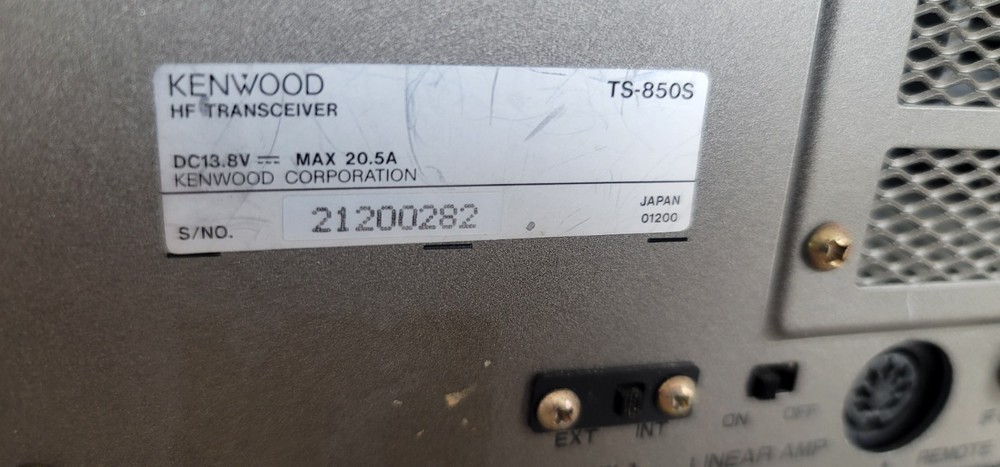 KENWOOD TS-850S
HF TRANSCEIVER
DC13.8V ⎓ MAX 20.5A
KENWOOD CORPORATION
S/NO. 21200282
JAPAN
01200
EXT INT
ON OFF
LINEAR AMP
REMOTE